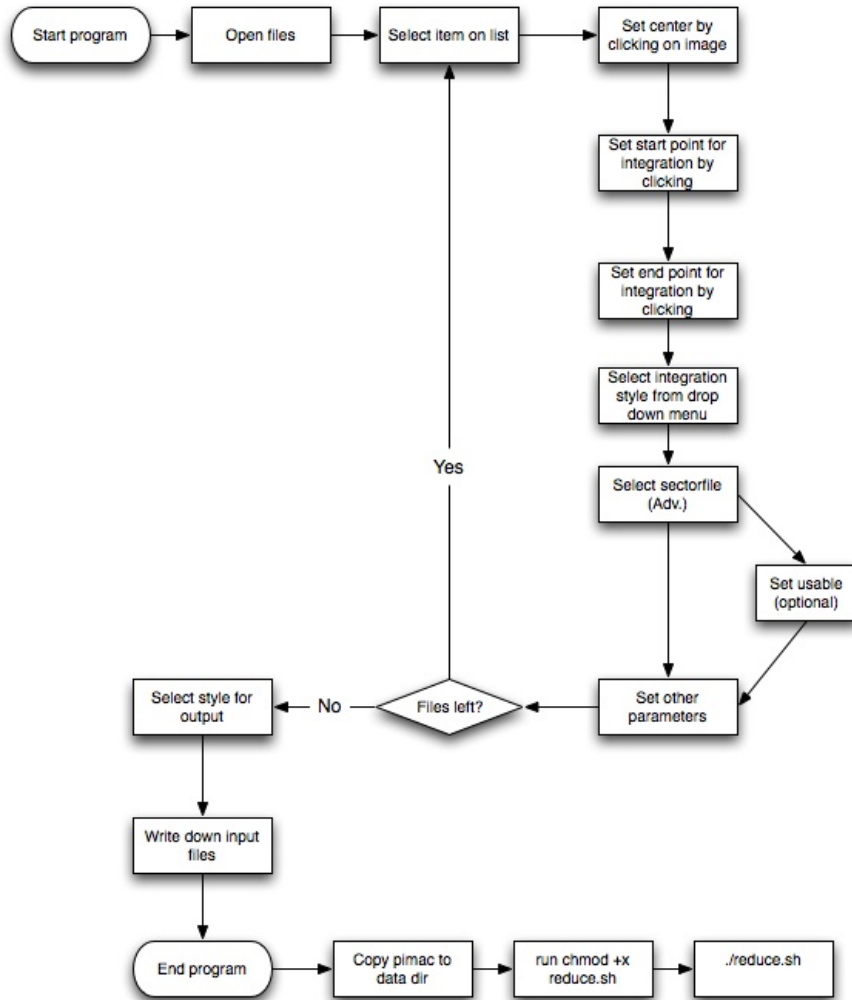 Start program
Open files
Select item on list
Set center by
clicking on image
Set start point for
integration by
clicking
Set end point for
integration by
clicking
Select integration
style from drop
down menu
Yes
Select sectorfile
(Adv.)
Set usable
(optional)
Select style for
output
No
Files left?
Set other
parameters
Write down input
files
End program
Copy pimac to
data dir
run chmod +x
reduce.sh
./reduce.sh